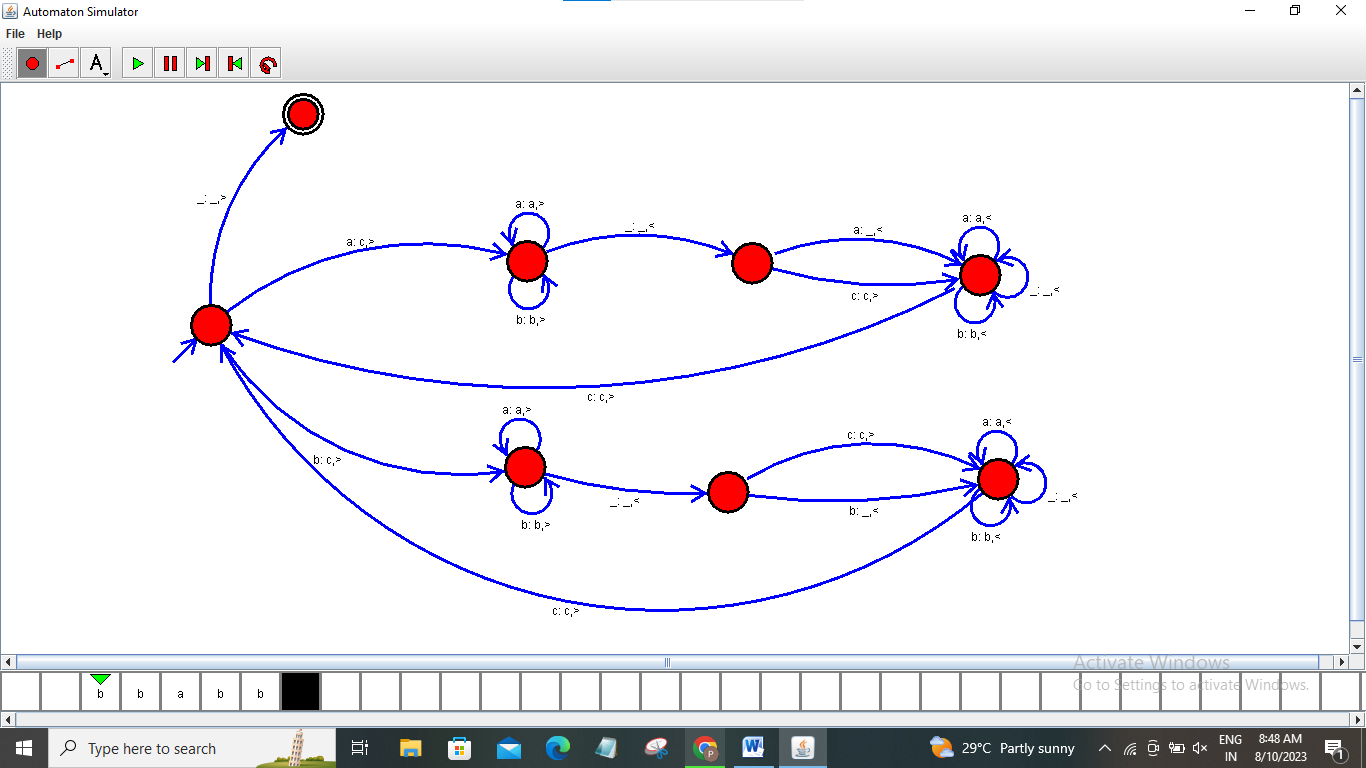 Automaton Simulator
File Help
A
_: _,>
a: a,>
_: _,<
a: _,<
a: a,<
a: c,>
c: c,>
_: _,<
b: b,>
b: b,<
c: c,>
a: a,>
c: c,>
a: a,<
b: c,>
_: _,<
b: _,<
_: _,<
b: b,>
b: b,<
c: c,>
Activate Windows
Go to Settings to activate Windows.
b b a b b
Type here to search
29°C Partly sunny
ENG
IN
8:48 AM
8/10/2023
1